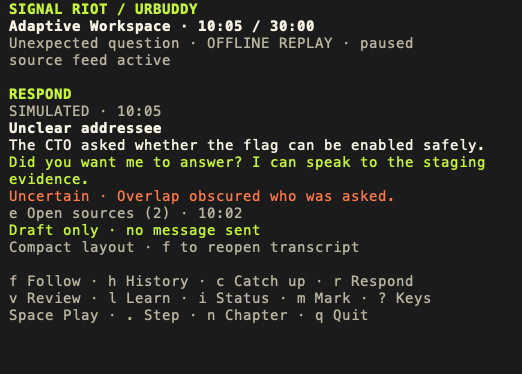 SIGNAL RIOT / URBUDDY
Adaptive Workspace · 10:05 / 30:00
Unexpected question · OFFLINE REPLAY · paused
source feed active
RESPOND
SIMULATED · 10:05
Unclear addressee
The CTO asked whether the flag can be enabled safely.
Did you want me to answer? I can speak to the staging
evidence.
Uncertain · Overlap obscured who was asked.
e Open sources (2) · 10:02
Draft only · no message sent
Compact layout · f to reopen transcript
f Follow · h History · c Catch up · r Respond
v Review · l Learn · i Status · m Mark · ? Keys
Space Play · . Step · n Chapter · q Quit